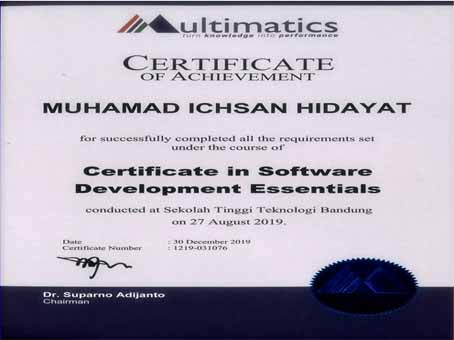 Multimatics
turn knowledge into performance
CERTIFICATE
OF ACHIEVEMENT
MUHAMAD ICHSAN HIDAYAT
for successfully completed all the requirements set
under the course of
Certificate in Software
Development Essentials
conducted at Sekolah Tinggi Teknologi Bandung
on 27 August 2019.
Date : 30 December 2019
Certificate Number : 1219-031076
Dr. Suparno Adijanto
Chairman